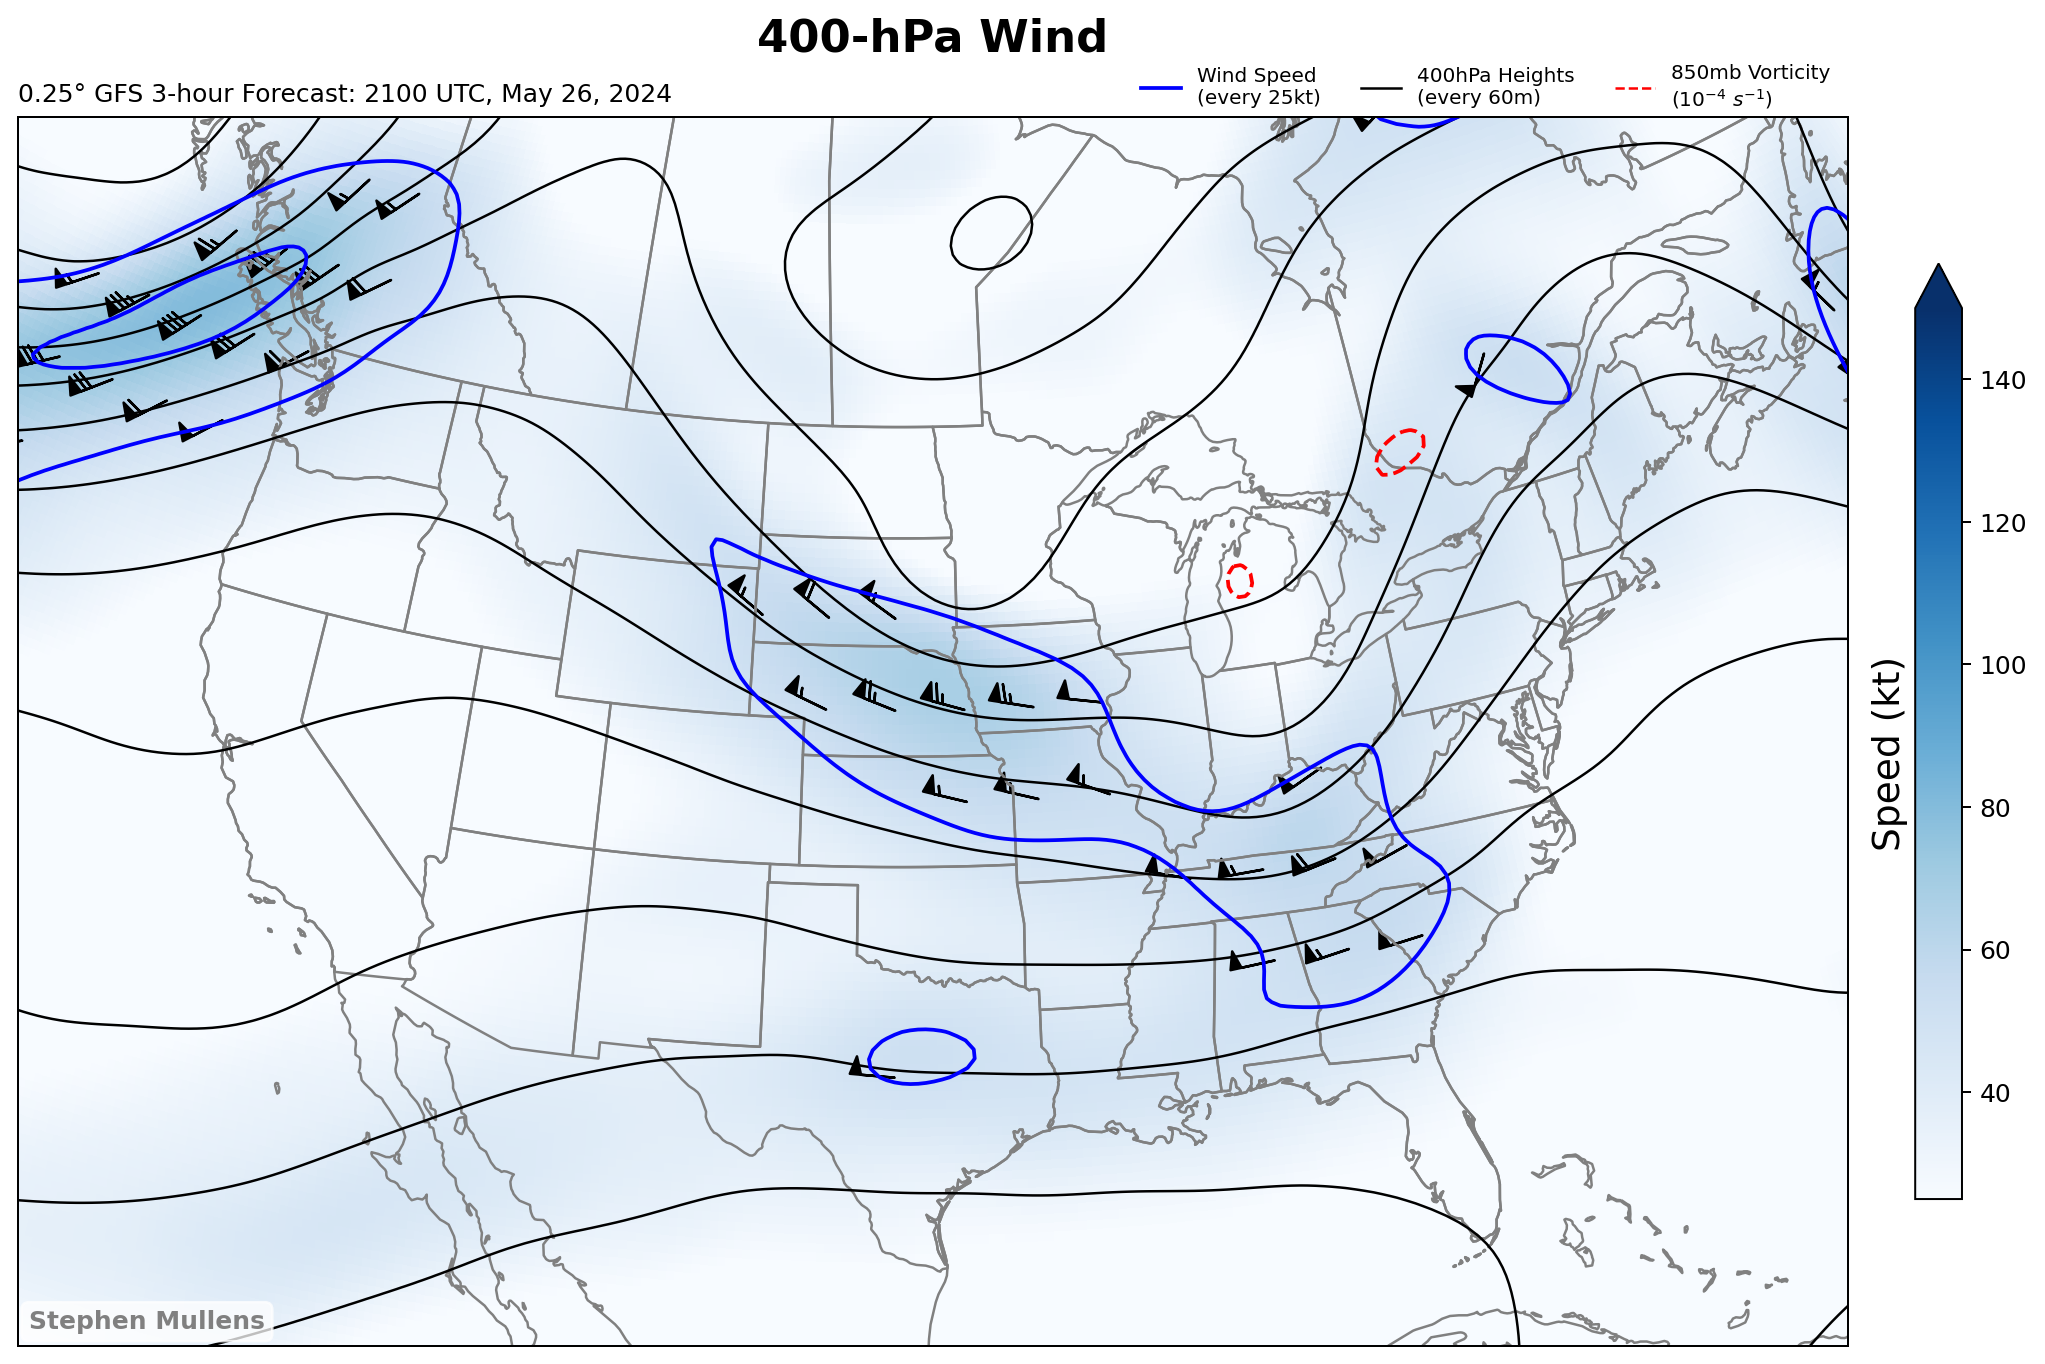 400-hPa Wind
0.25° GFS 3-hour Forecast: 2100 UTC, May 26, 2024
Wind Speed
(every 25kt)
400hPa Heights
(every 60m)
850mb Vorticity
(10⁻⁴ s⁻¹)
140
120
100
80
60
40
Speed (kt)
Stephen Mullens